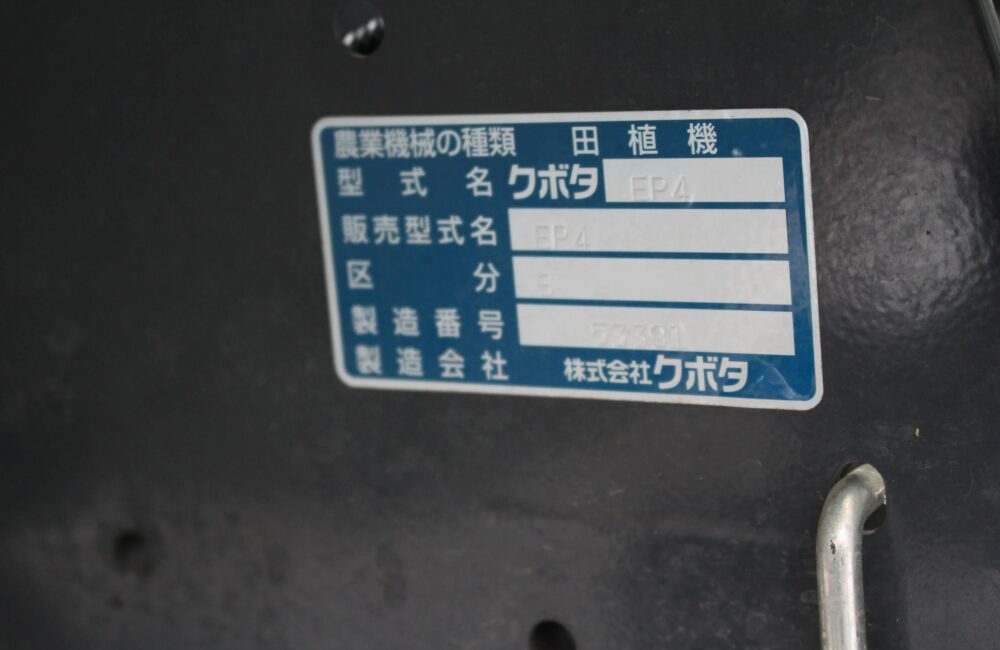 農業機械の種類 田植機
型式名 クボタ EP4
販売型式名 EP4
区分
製造番号 53391
製造会社 株式会社クボタ